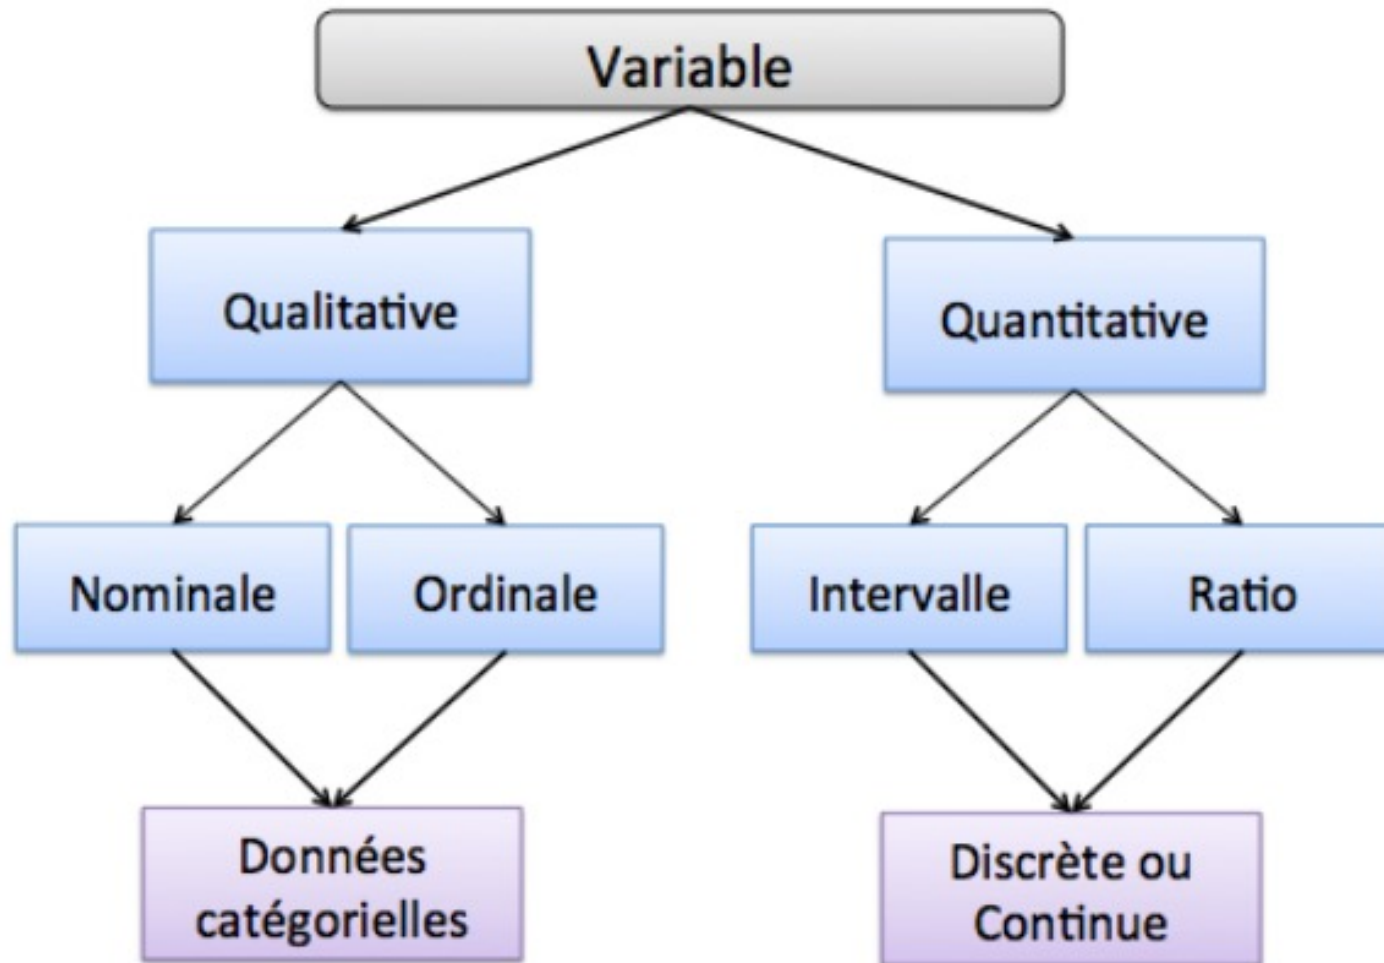 Variable
Qualitative
Quantitative
Nominale
Ordinale
Intervalle
Ratio
Données
catégorielles
Discrète ou
Continue